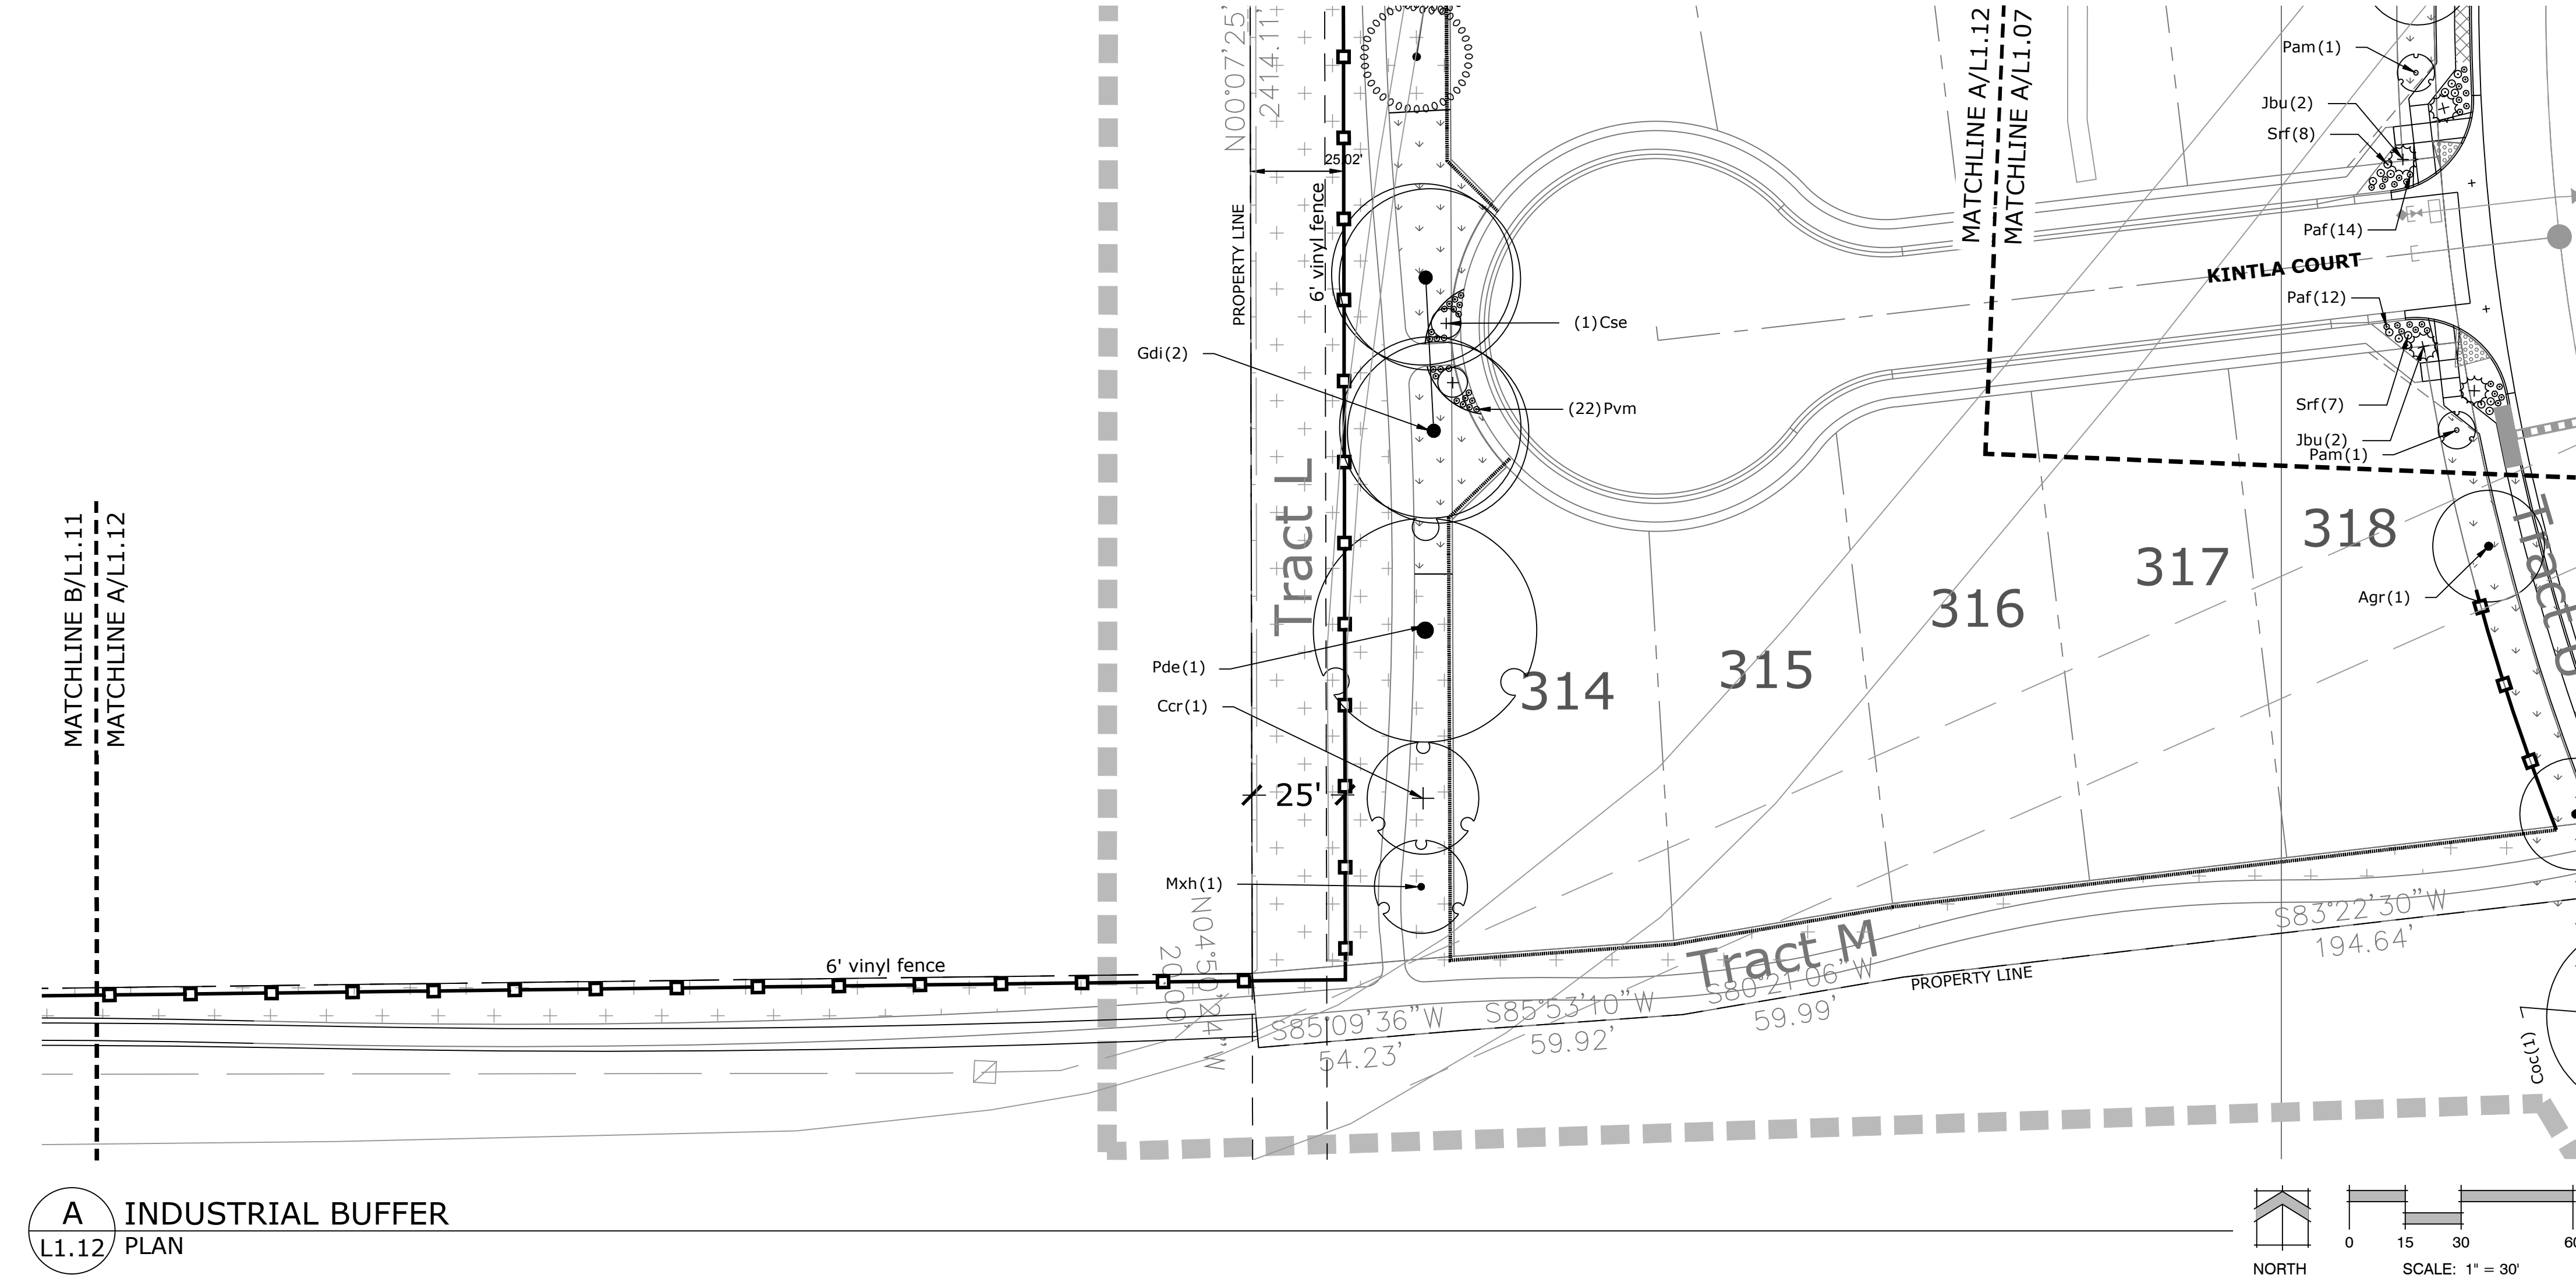 N00°07'25"
2414.11'
25.02'
PROPERTY LINE
6' vinyl fence
MATCHLINE A/L1.12
MATCHLINE A/L1.07
Pam(1)
Jbu(2)
Srf(8)
Paf(14)
KINTLA COURT
Paf(12)
Srf(7)
Jbu(2)
Pam(1)
(1)Cse
Gdi(2)
(22)Pvm
Tract L
MATCHLINE B/L1.11
MATCHLINE A/L1.12
314
315
316
317
318
Agr(1)
Pde(1)
Ccr(1)
25'
Mxh(1)
6' vinyl fence
N04°50'24"W
20.00'
Tract M
S85°09'36"W
54.23'
S85°53'10"W
59.92'
S80°21'06"W
59.99'
PROPERTY LINE
S83°22'30"W
194.64'
Coc(1)
A
L1.12
INDUSTRIAL BUFFER
PLAN
NORTH
0 15 30
SCALE: 1" = 30'